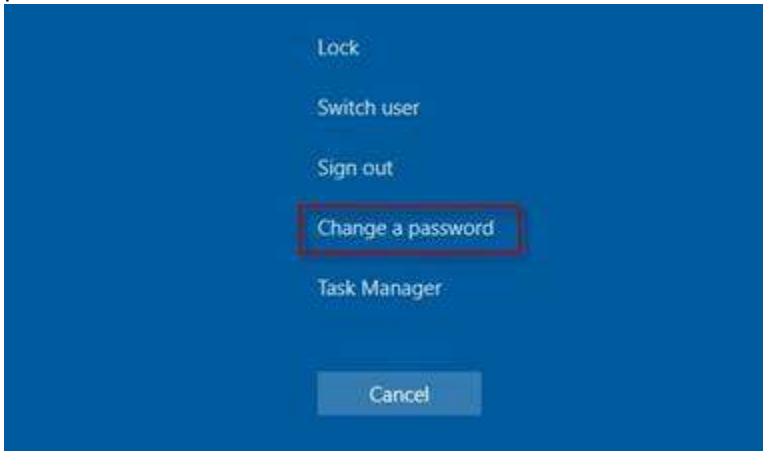 Lock
Switch user
Sign out
Change a password
Task Manager
Cancel